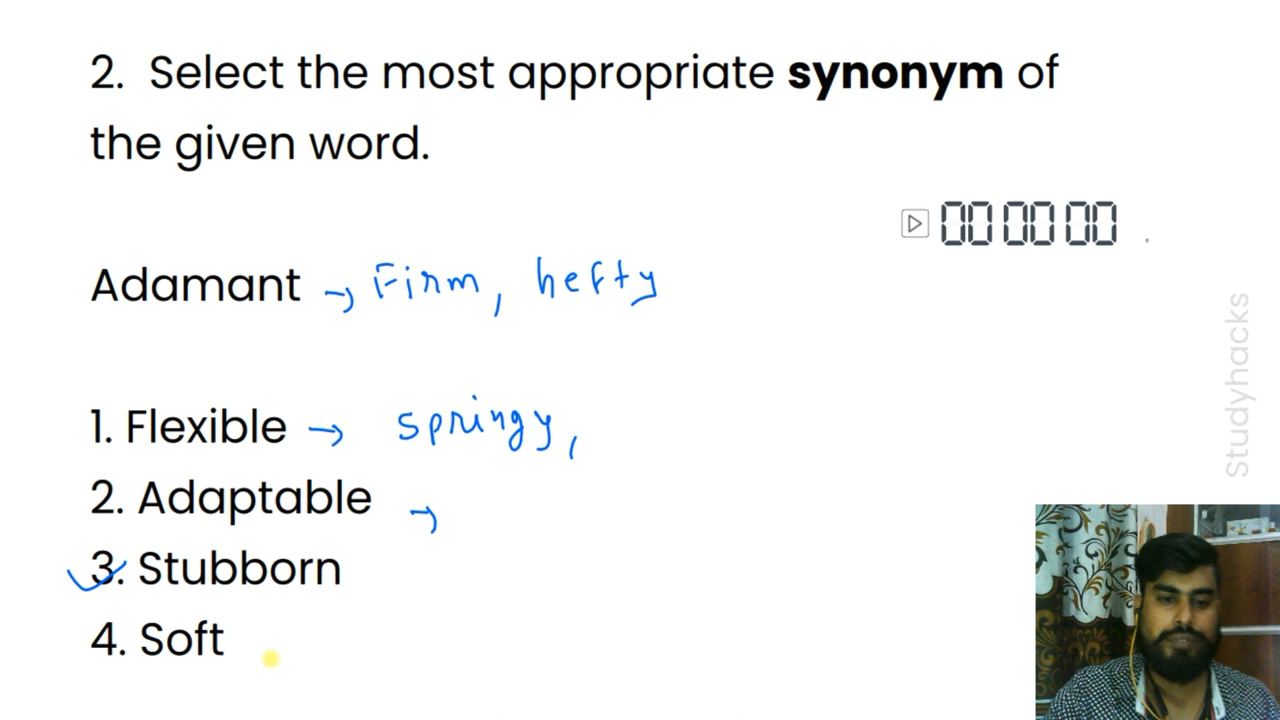 2. Select the most appropriate synonym of
the given word.
00 00 00
Adamant → Firm, hefty
1. Flexible → springy,
2. Adaptable →
3. Stubborn
4. Soft
Studyhacks